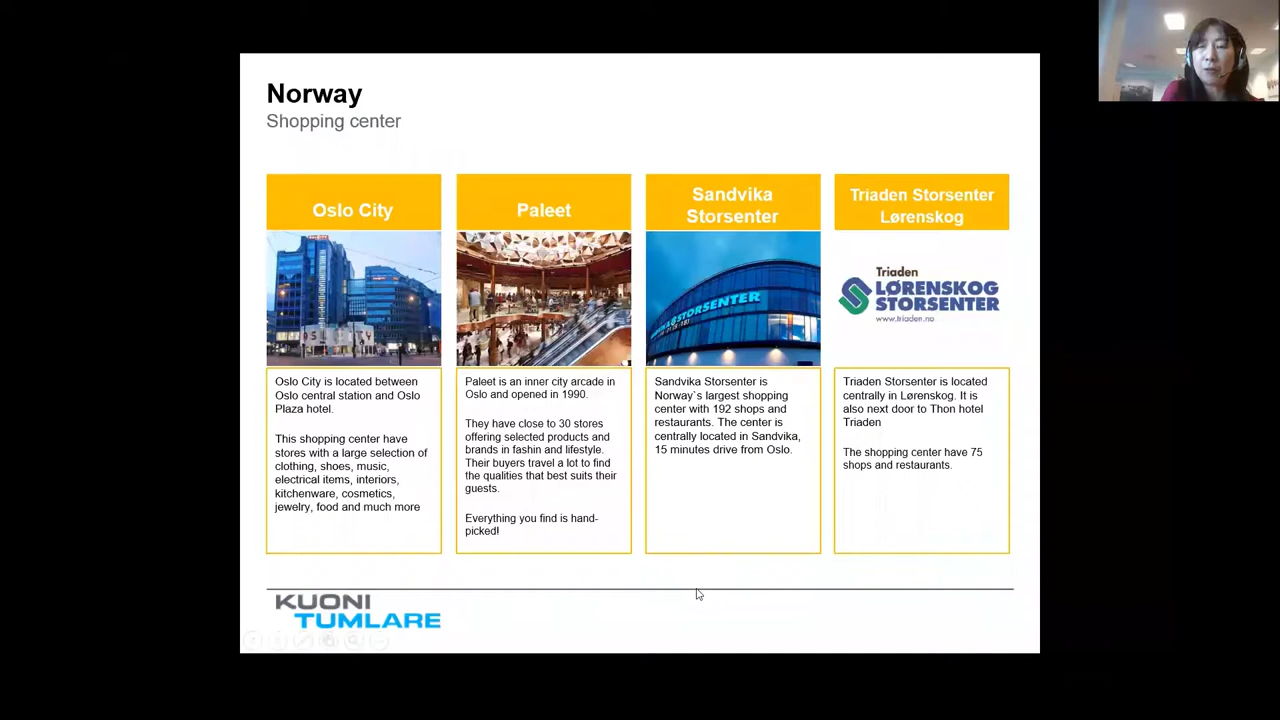 Norway
Shopping center
Oslo City
Oslo City is located between
Oslo central station and Oslo
Plaza hotel.
This shopping center have
stores with a large selection of
clothing, shoes, music,
electrical items, interiors,
kitchenware, cosmetics,
jewelry, food and much more
Paleet
Paleet is an inner city arcade in
Oslo and opened in 1990.
They have close to 30 stores
offering selected products and
brands in fashin and lifestyle.
Their buyers travel a lot to find
the qualities that best suits their
guests.
Everything you find is hand-
picked!
Sandvika
Storsenter
STORSENTER
Sandvika Storsenter is
Norway`s largest shopping
center with 192 shops and
restaurants. The center is
centrally located in Sandvika,
15 minutes drive from Oslo.
Triaden Storsenter
Lørenskog
Triaden
LØRENSKOG
STORSENTER
www.triaden.no
Triaden Storsenter is located
centrally in Lørenskog. It is
also next door to Thon hotel
Triaden
The shopping center have 75
shops and restaurants.
KUONI
TUMLARE